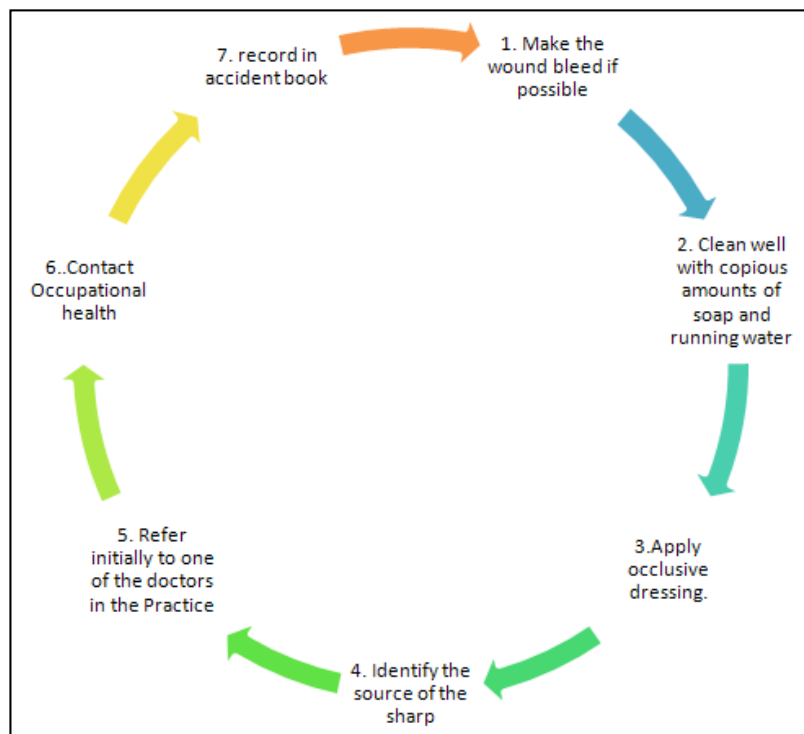 1. Make the
wound bleed if
possible
2. Clean well
with copious
amounts of
soap and
running water
3.Apply
occlusive
dressing.
4. Identify the
source of the
sharp
5. Refer
initially to one
of the doctors
in the Practice
6..Contact
Occupational
health
7. record in
accident book